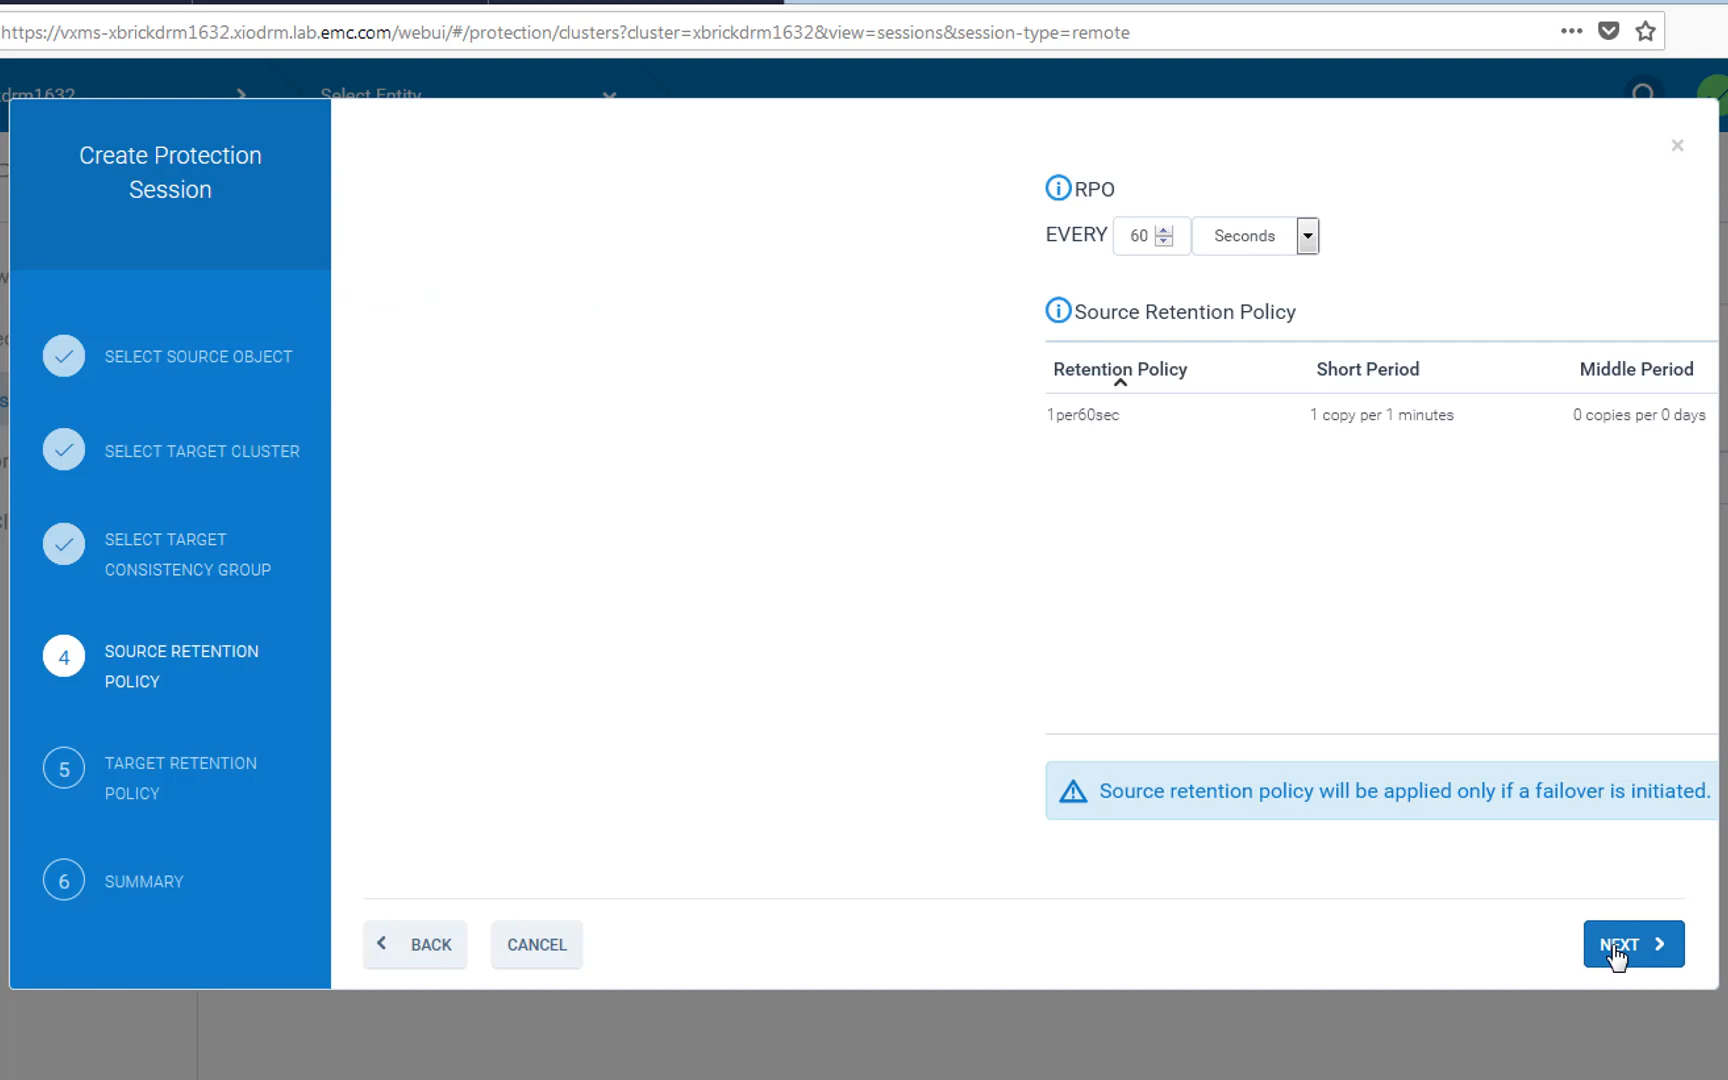 https://vxms-xbrickdrm1632.xiodrm.lab.emc.com/webui/#/protection/clusters?cluster=xbrickdrm1632&view=sessions&session-type=remote
drm1632
Select Entity
Create Protection
Session
SELECT SOURCE OBJECT
SELECT TARGET CLUSTER
SELECT TARGET
CONSISTENCY GROUP
4 SOURCE RETENTION
POLICY
5 TARGET RETENTION
POLICY
6 SUMMARY
RPO
EVERY 60 Seconds
Source Retention Policy
Retention Policy Short Period Middle Period
1per60sec 1 copy per 1 minutes 0 copies per 0 days
Source retention policy will be applied only if a failover is initiated.
BACK CANCEL NEXT